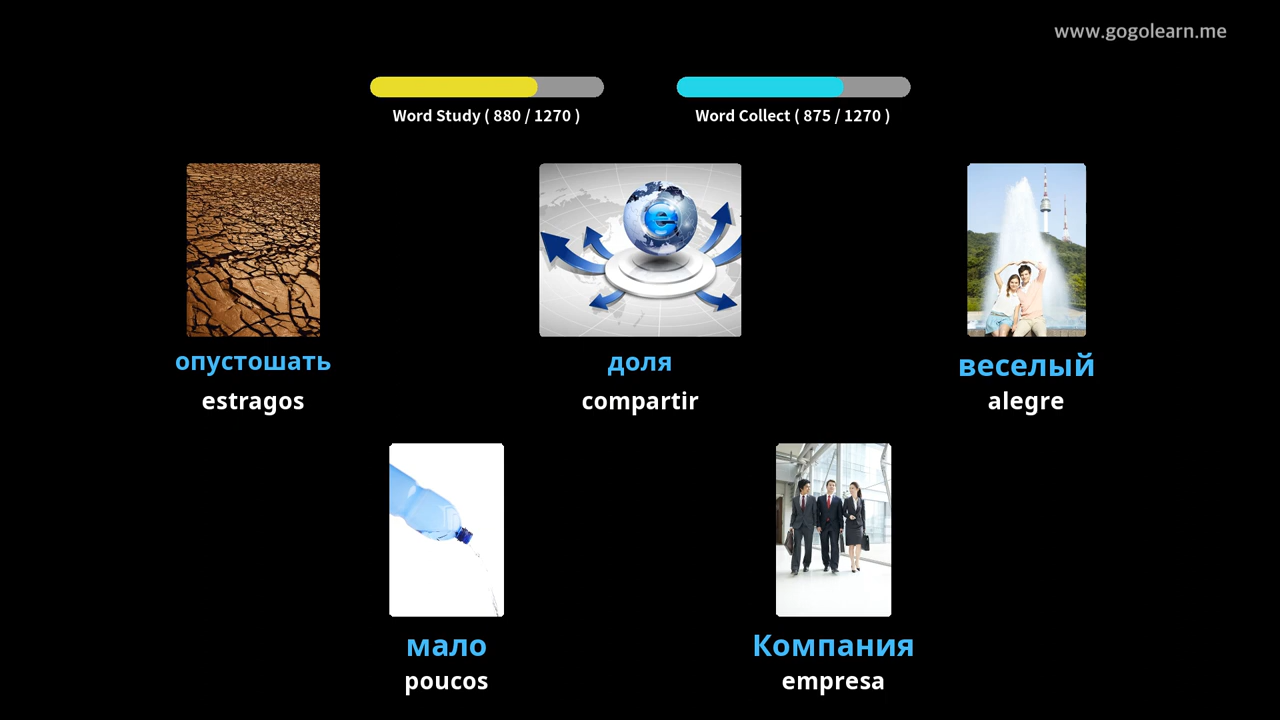 www.gogolearn.me
Word Study ( 880 / 1270 )
Word Collect ( 875 / 1270 )
e
опустошать
estragos
доля
compartir
веселый
alegre
мало
poucos
Компания
empresa